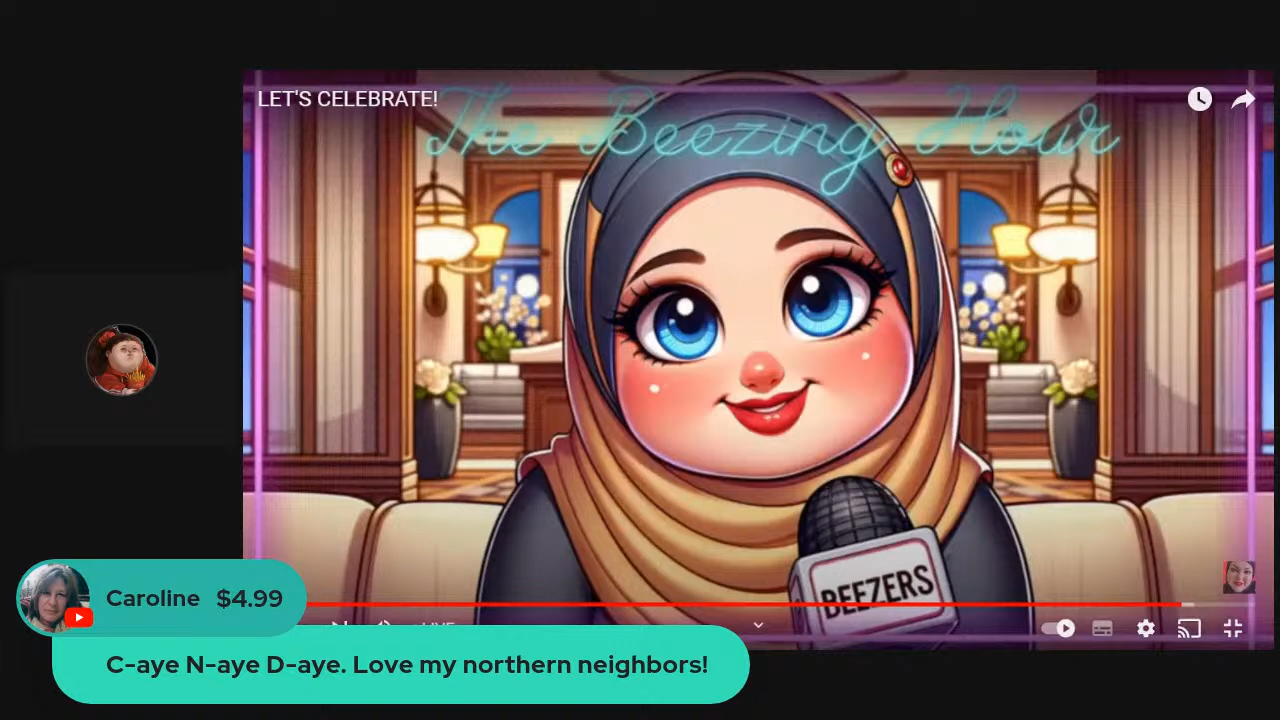 LET'S CELEBRATE!
The Beezing Hour
BEEZERS
Caroline $4.99
C-aye N-aye D-aye. Love my northern neighbors!